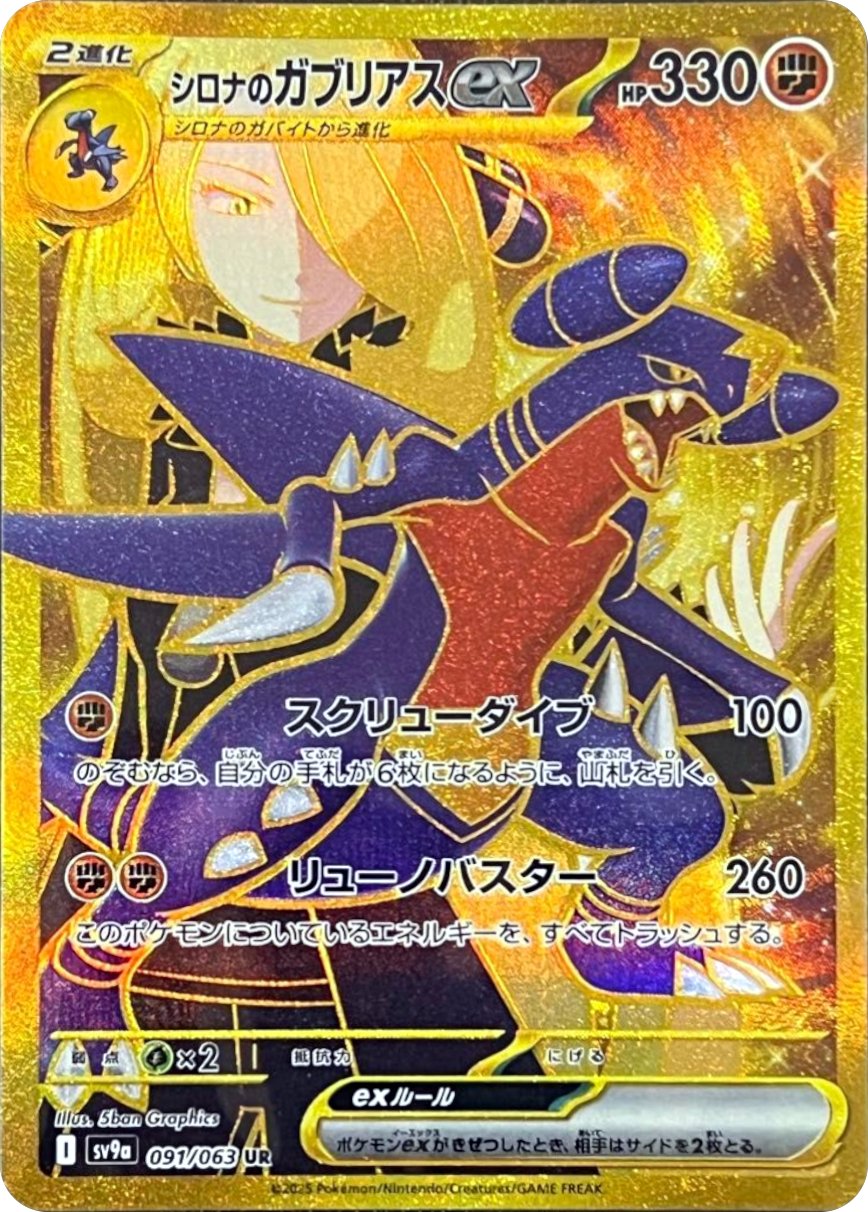 2進化
シロナのガブリアスex HP330
シロナのガバイトから進化
スクリューダイブ 100
のぞむなら、自分の手札が6枚になるように、山札を引く。
リューノバスター 260
このポケモンについているエネルギーを、すべてトラッシュする。
弱点 ×2 抵抗力 にげる
exルール
ポケモンexがきぜつしたとき、相手はサイドを2枚とる。
Illus. 5ban Graphics
I sv9a 091/063 UR
©2025 Pokémon/Nintendo/Creatures/GAME FREAK